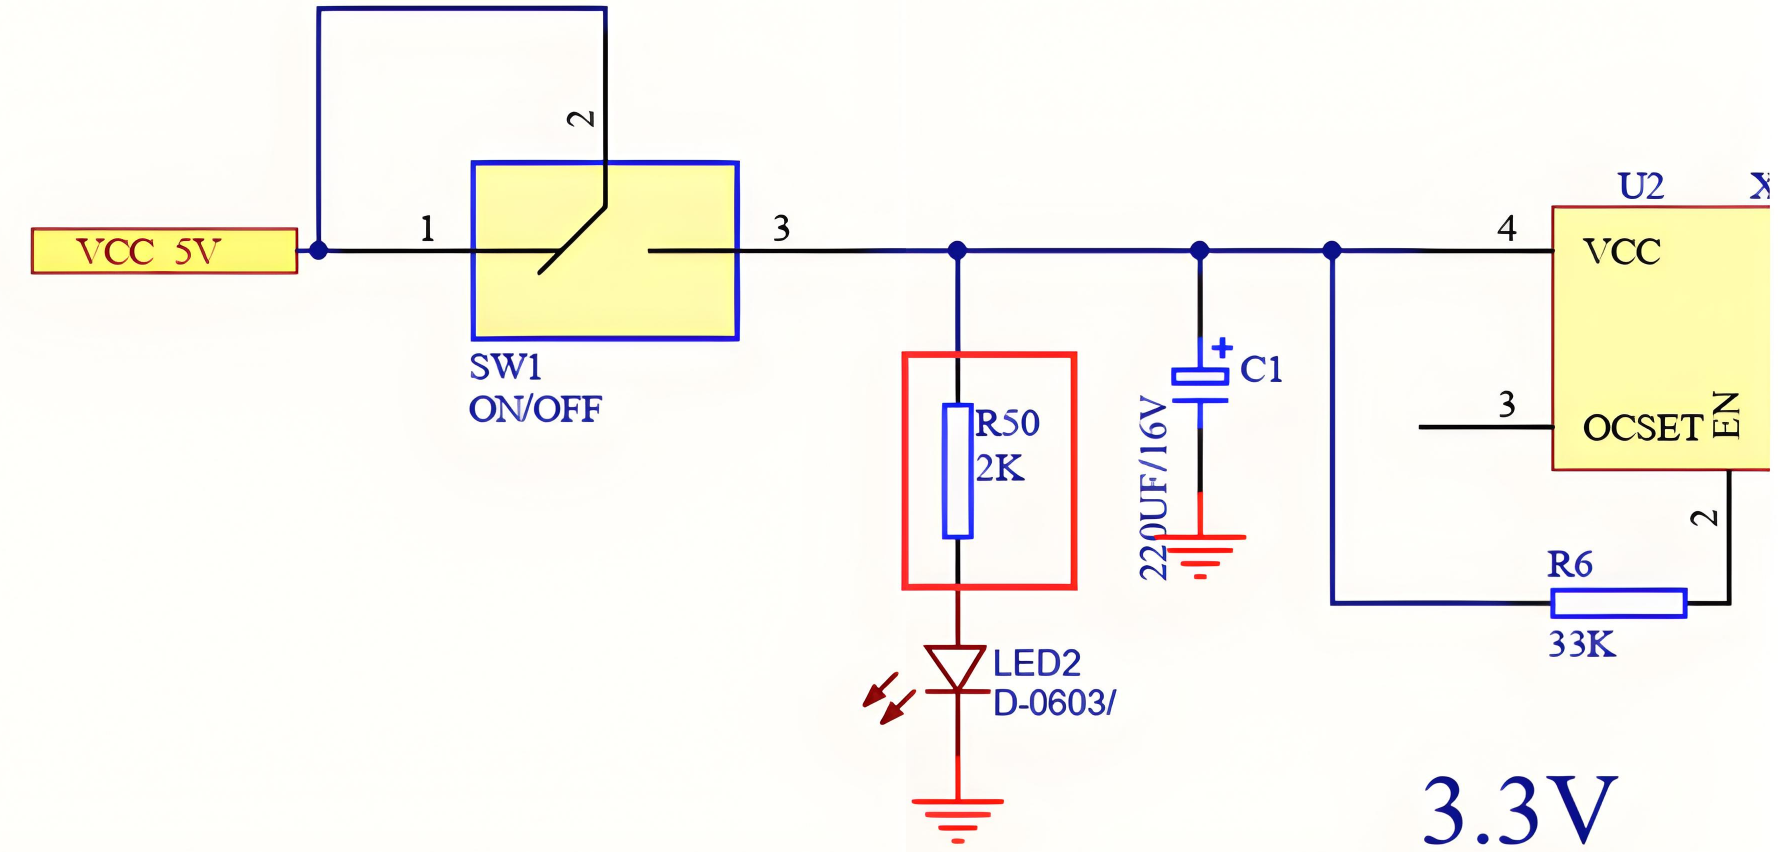 2
VCC 5V
1
3
SW1
ON/OFF
R50
2K
C1
220UF/16V
LED2
D-0603/
U2
X
4
VCC
3
OCSET
EN
2
R6
33K
3.3V